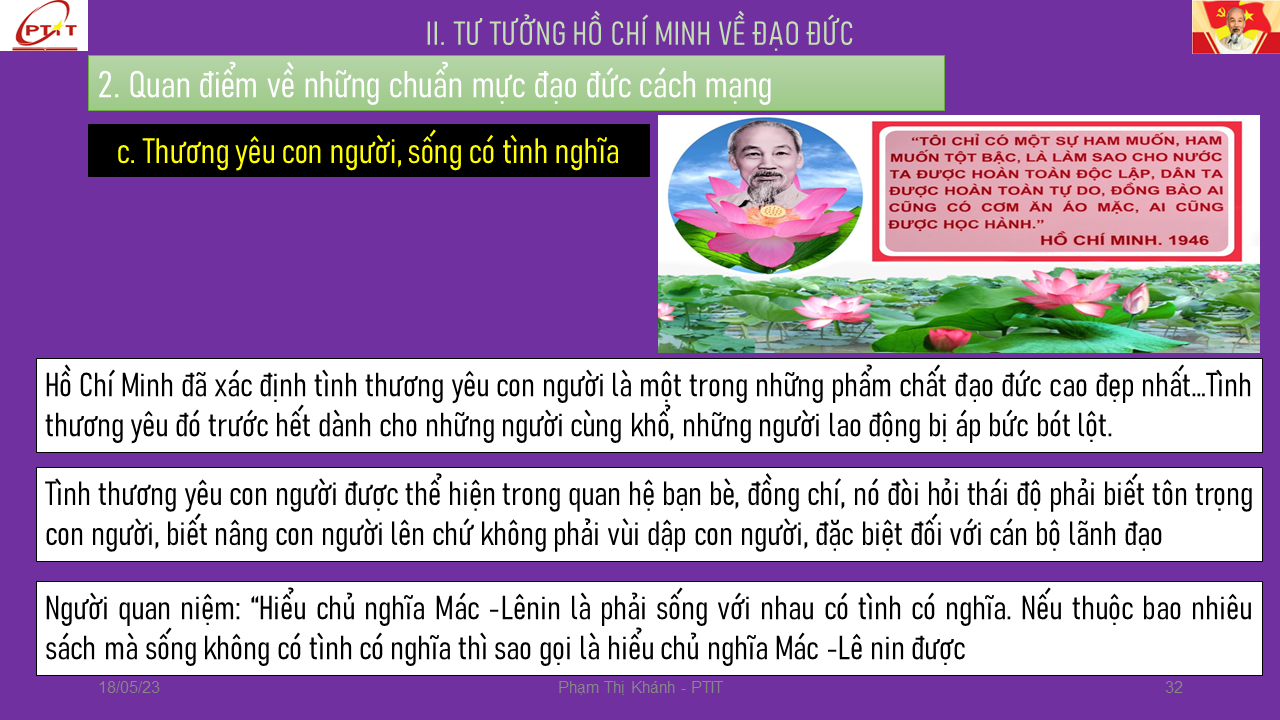 PTIT
II. TƯ TƯỞNG HỒ CHÍ MINH VỀ ĐẠO ĐỨC
2. Quan điểm về những chuẩn mực đạo đức cách mạng
c. Thương yêu con người, sống có tình nghĩa
“TÔI CHỈ CÓ MỘT SỰ HAM MUỐN, HAM
MUỐN TỘT BẬC, LÀ LÀM SAO CHO NƯỚC
TA ĐƯỢC HOÀN TOÀN ĐỘC LẬP, DÂN TA
ĐƯỢC HOÀN TOÀN TỰ DO, ĐỒNG BÀO AI
CŨNG CÓ CƠM ĂN ÁO MẶC, AI CŨNG
ĐƯỢC HỌC HÀNH.”
HỒ CHÍ MINH. 1946
Hồ Chí Minh đã xác định tình thương yêu con người là một trong những phẩm chất đạo đức cao đẹp nhất...Tình
thương yêu đó trước hết dành cho những người cùng khổ, những người lao động bị áp bức bót lột.
Tình thương yêu con người được thể hiện trong quan hệ bạn bè, đồng chí, nó đòi hỏi thái độ phải biết tôn trọng
con người, biết nâng con người lên chứ không phải vùi dập con người, đặc biệt đối với cán bộ lãnh đạo
Người quan niệm: “Hiểu chủ nghĩa Mác -Lênin là phải sống với nhau có tình có nghĩa. Nếu thuộc bao nhiêu
sách mà sống không có tình có nghĩa thì sao gọi là hiểu chủ nghĩa Mác -Lê nin được
18/05/23
Phạm Thị Khánh - PTIT
32